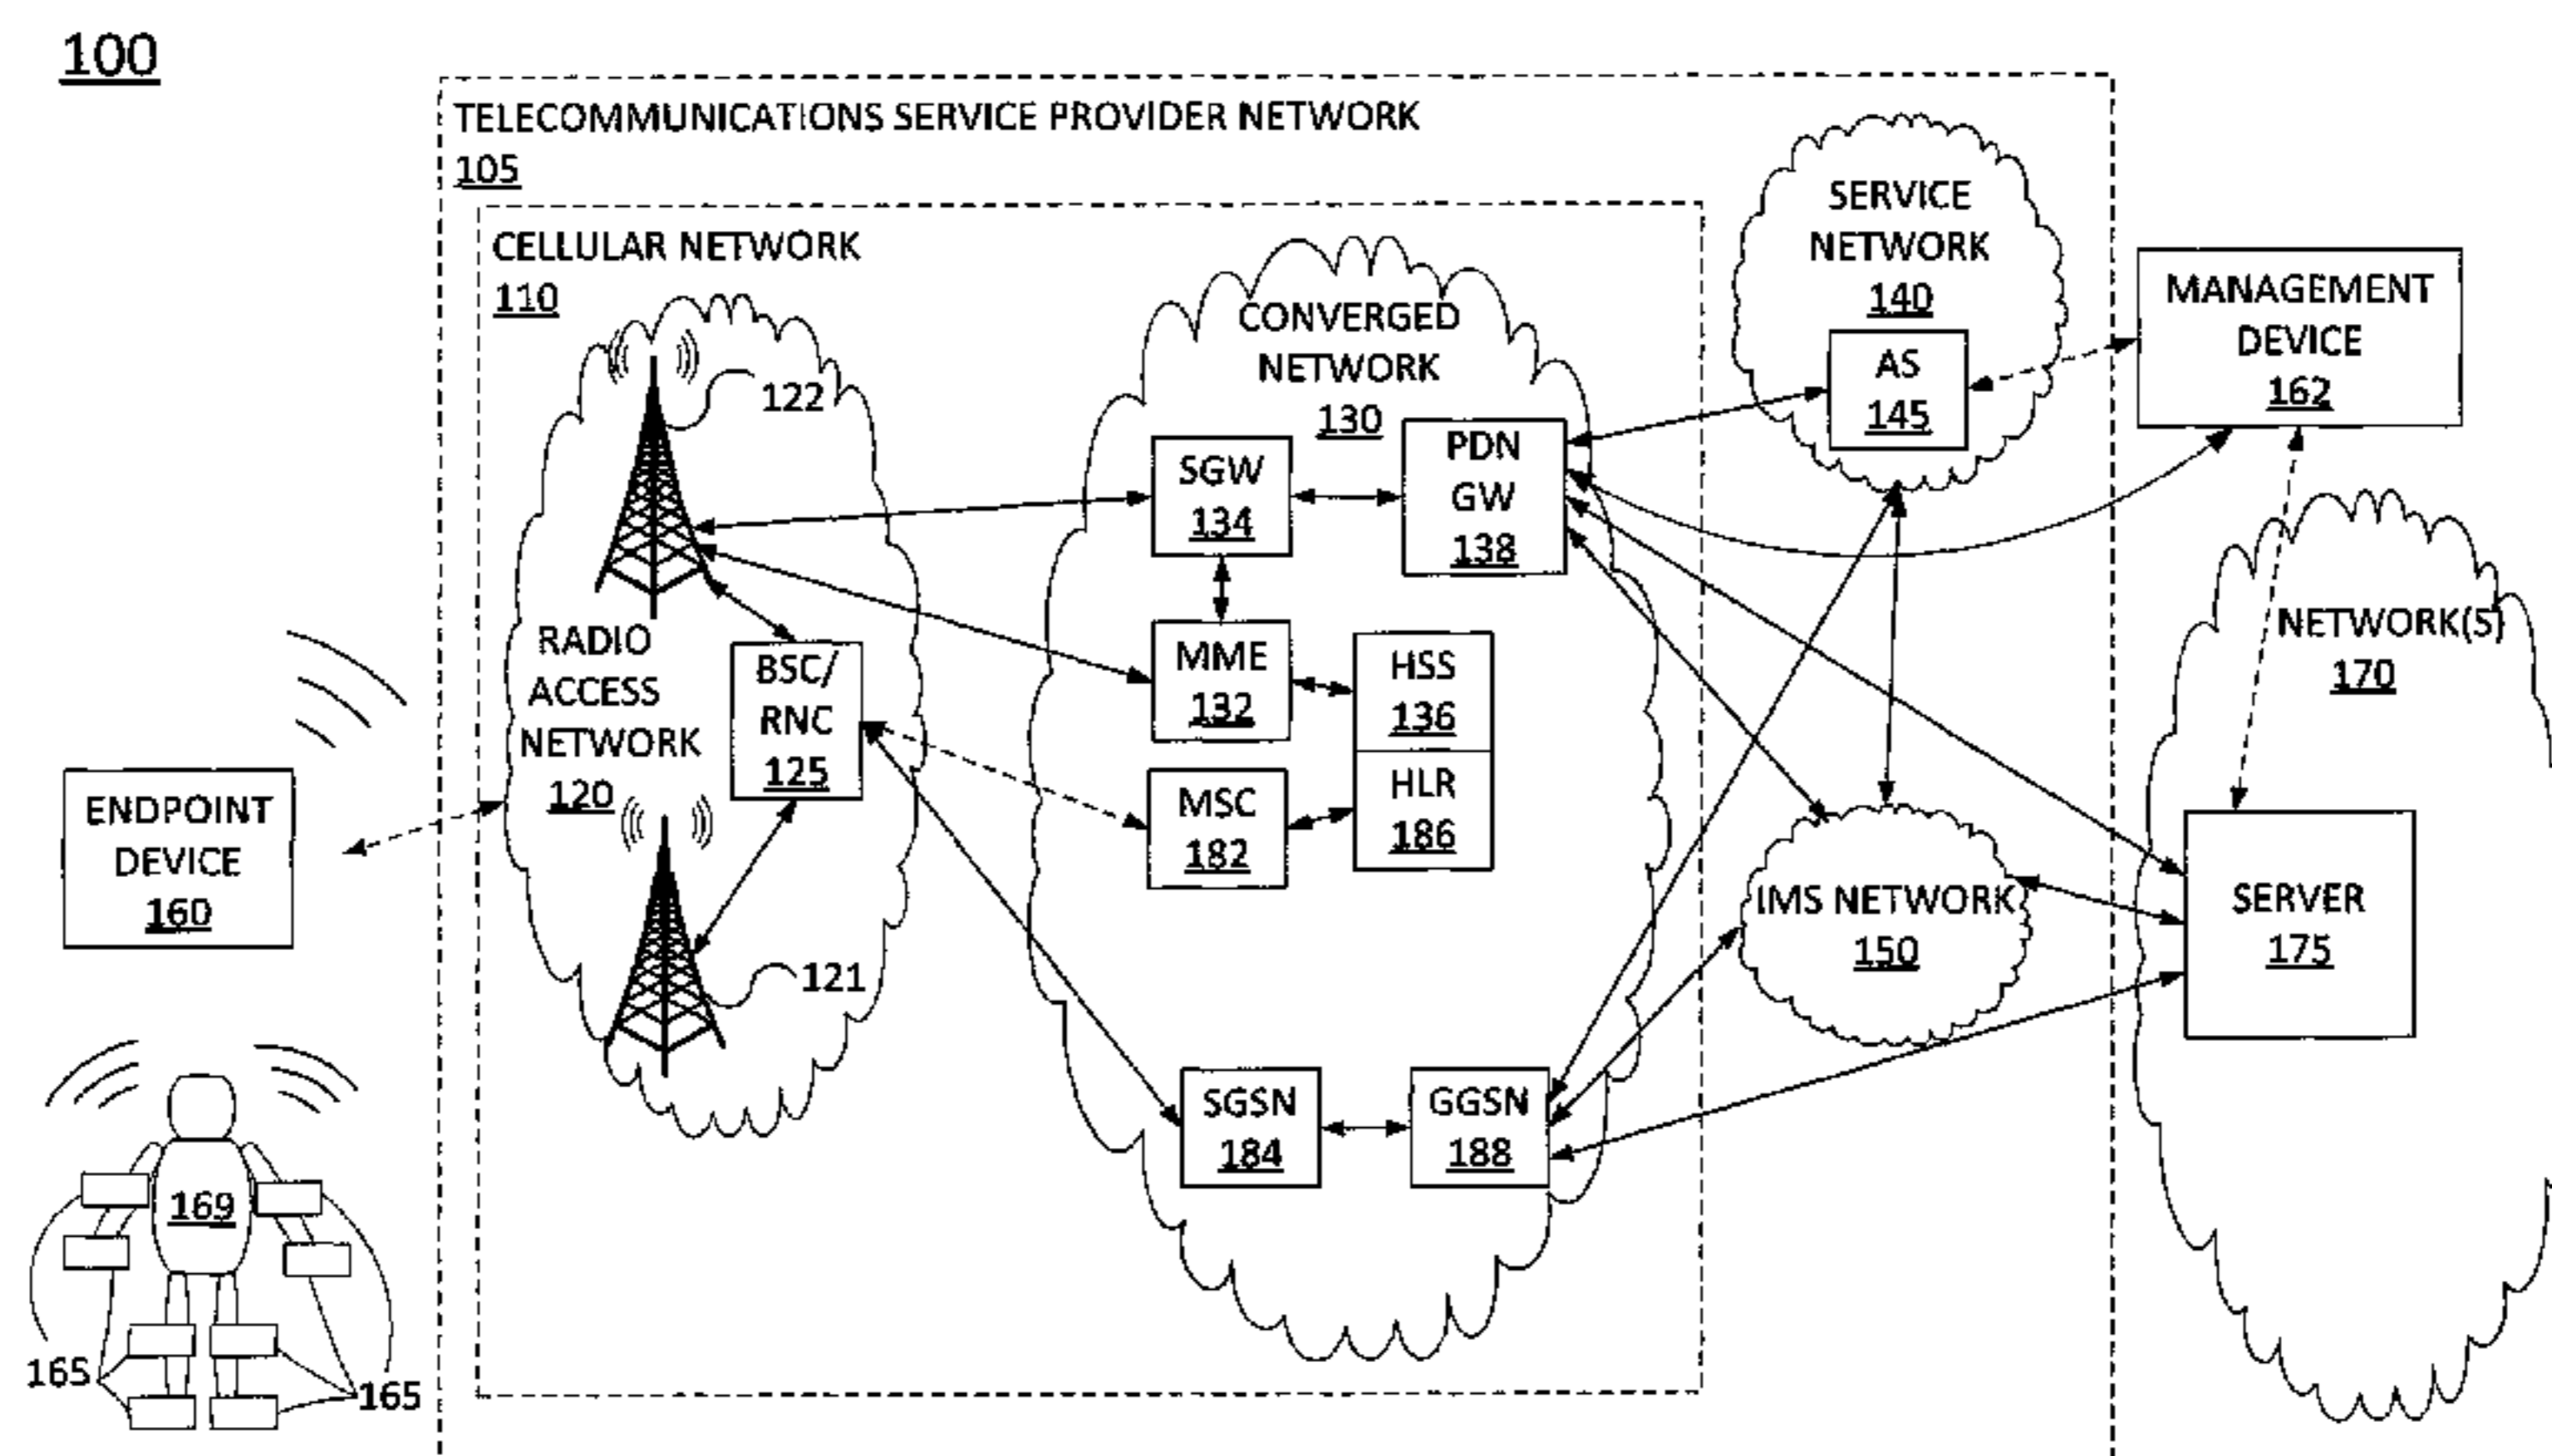 100
TELECOMMUNICATIONS SERVICE PROVIDER NETWORK
105
CELLULAR NETWORK
110
122
RADIO
ACCESS
NETWORK
120
BSC/
RNC
125
121
CONVERGED
NETWORK
130
SGW
134
PDN
GW
138
MME
132
HSS
136
MSC
182
HLR
186
SGSN
184
GGSN
188
SERVICE
NETWORK
140
AS
145
IMS NETWORK
150
MANAGEMENT
DEVICE
162
NETWORK(S)
170
SERVER
175
ENDPOINT
DEVICE
160
169
165
165